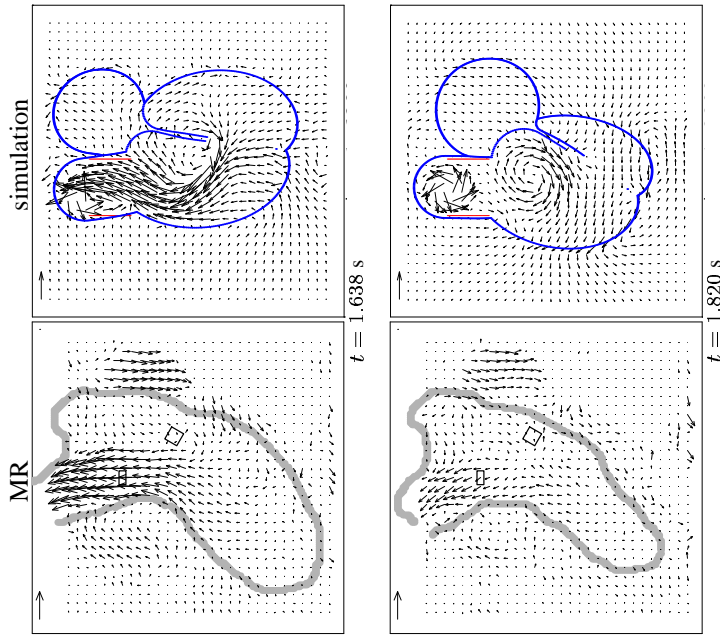 simulation
t = 1.638 s
t = 1.820 s
MR